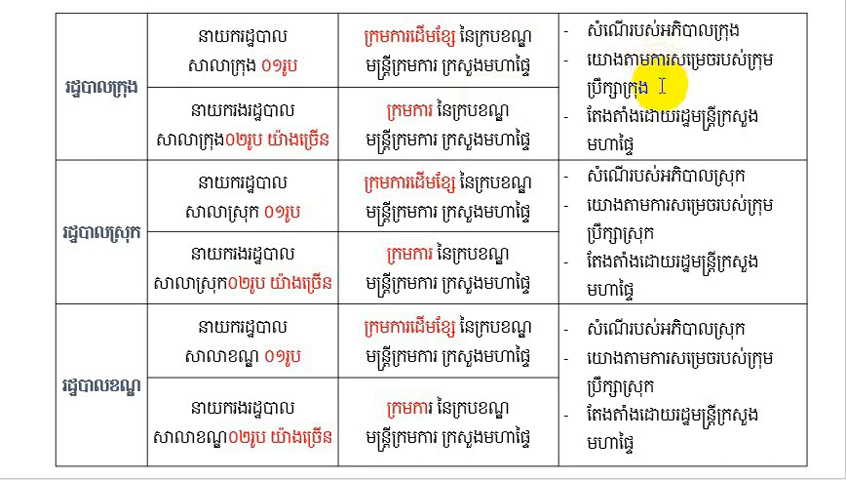 រដ្ឋបាលក្រុង
នាយករដ្ឋបាល
សាលាក្រុង ០១រូប
ក្រមការដើមខ្សែ នៃក្របខណ្ឌ
មន្ត្រីក្រមការ ក្រសួងមហាផ្ទៃ
នាយករងរដ្ឋបាល
សាលាក្រុង០២រូប យ៉ាងច្រើន
ក្រមការ នៃក្របខណ្ឌ
មន្ត្រីក្រមការ ក្រសួងមហាផ្ទៃ
- សំណើរបស់អភិបាលក្រុង
- យោងតាមការសម្រេចរបស់ក្រុម
ប្រឹក្សាក្រុង
- តែងតាំងដោយរដ្ឋមន្ត្រីក្រសួង
មហាផ្ទៃ
រដ្ឋបាលស្រុក
នាយករដ្ឋបាល
សាលាស្រុក ០១រូប
ក្រមការដើមខ្សែ នៃក្របខណ្ឌ
មន្ត្រីក្រមការ ក្រសួងមហាផ្ទៃ
នាយករងរដ្ឋបាល
សាលាស្រុក០២រូប យ៉ាងច្រើន
ក្រមការ នៃក្របខណ្ឌ
មន្ត្រីក្រមការ ក្រសួងមហាផ្ទៃ
- សំណើរបស់អភិបាលស្រុក
- យោងតាមការសម្រេចរបស់ក្រុម
ប្រឹក្សាស្រុក
- តែងតាំងដោយរដ្ឋមន្ត្រីក្រសួង
មហាផ្ទៃ
រដ្ឋបាលខណ្ឌ
នាយករដ្ឋបាល
សាលាខណ្ឌ ០១រូប
ក្រមការដើមខ្សែ នៃក្របខណ្ឌ
មន្ត្រីក្រមការ ក្រសួងមហាផ្ទៃ
នាយករងរដ្ឋបាល
សាលាខណ្ឌ០២រូប យ៉ាងច្រើន
ក្រមការ នៃក្របខណ្ឌ
មន្ត្រីក្រមការ ក្រសួងមហាផ្ទៃ
- សំណើរបស់អភិបាលស្រុក
- យោងតាមការសម្រេចរបស់ក្រុម
ប្រឹក្សាស្រុក
- តែងតាំងដោយរដ្ឋមន្ត្រីក្រសួង
មហាផ្ទៃ